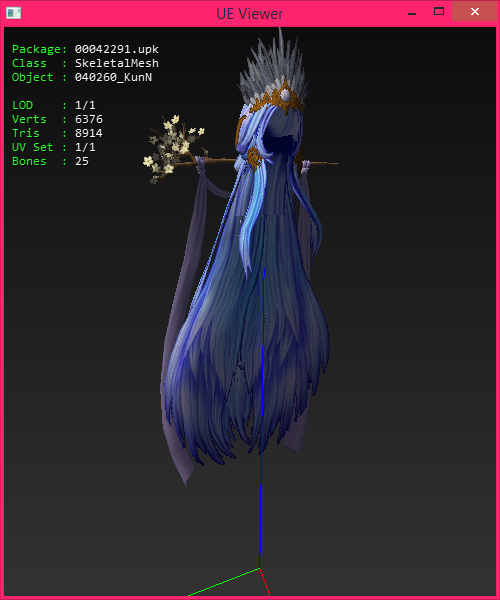 UE Viewer
Package: 00042291.upk
Class  : SkeletalMesh
Object : 040260_KunN
LOD    : 1/1
Verts  : 6376
Tris   : 8914
UV Set : 1/1
Bones  : 25